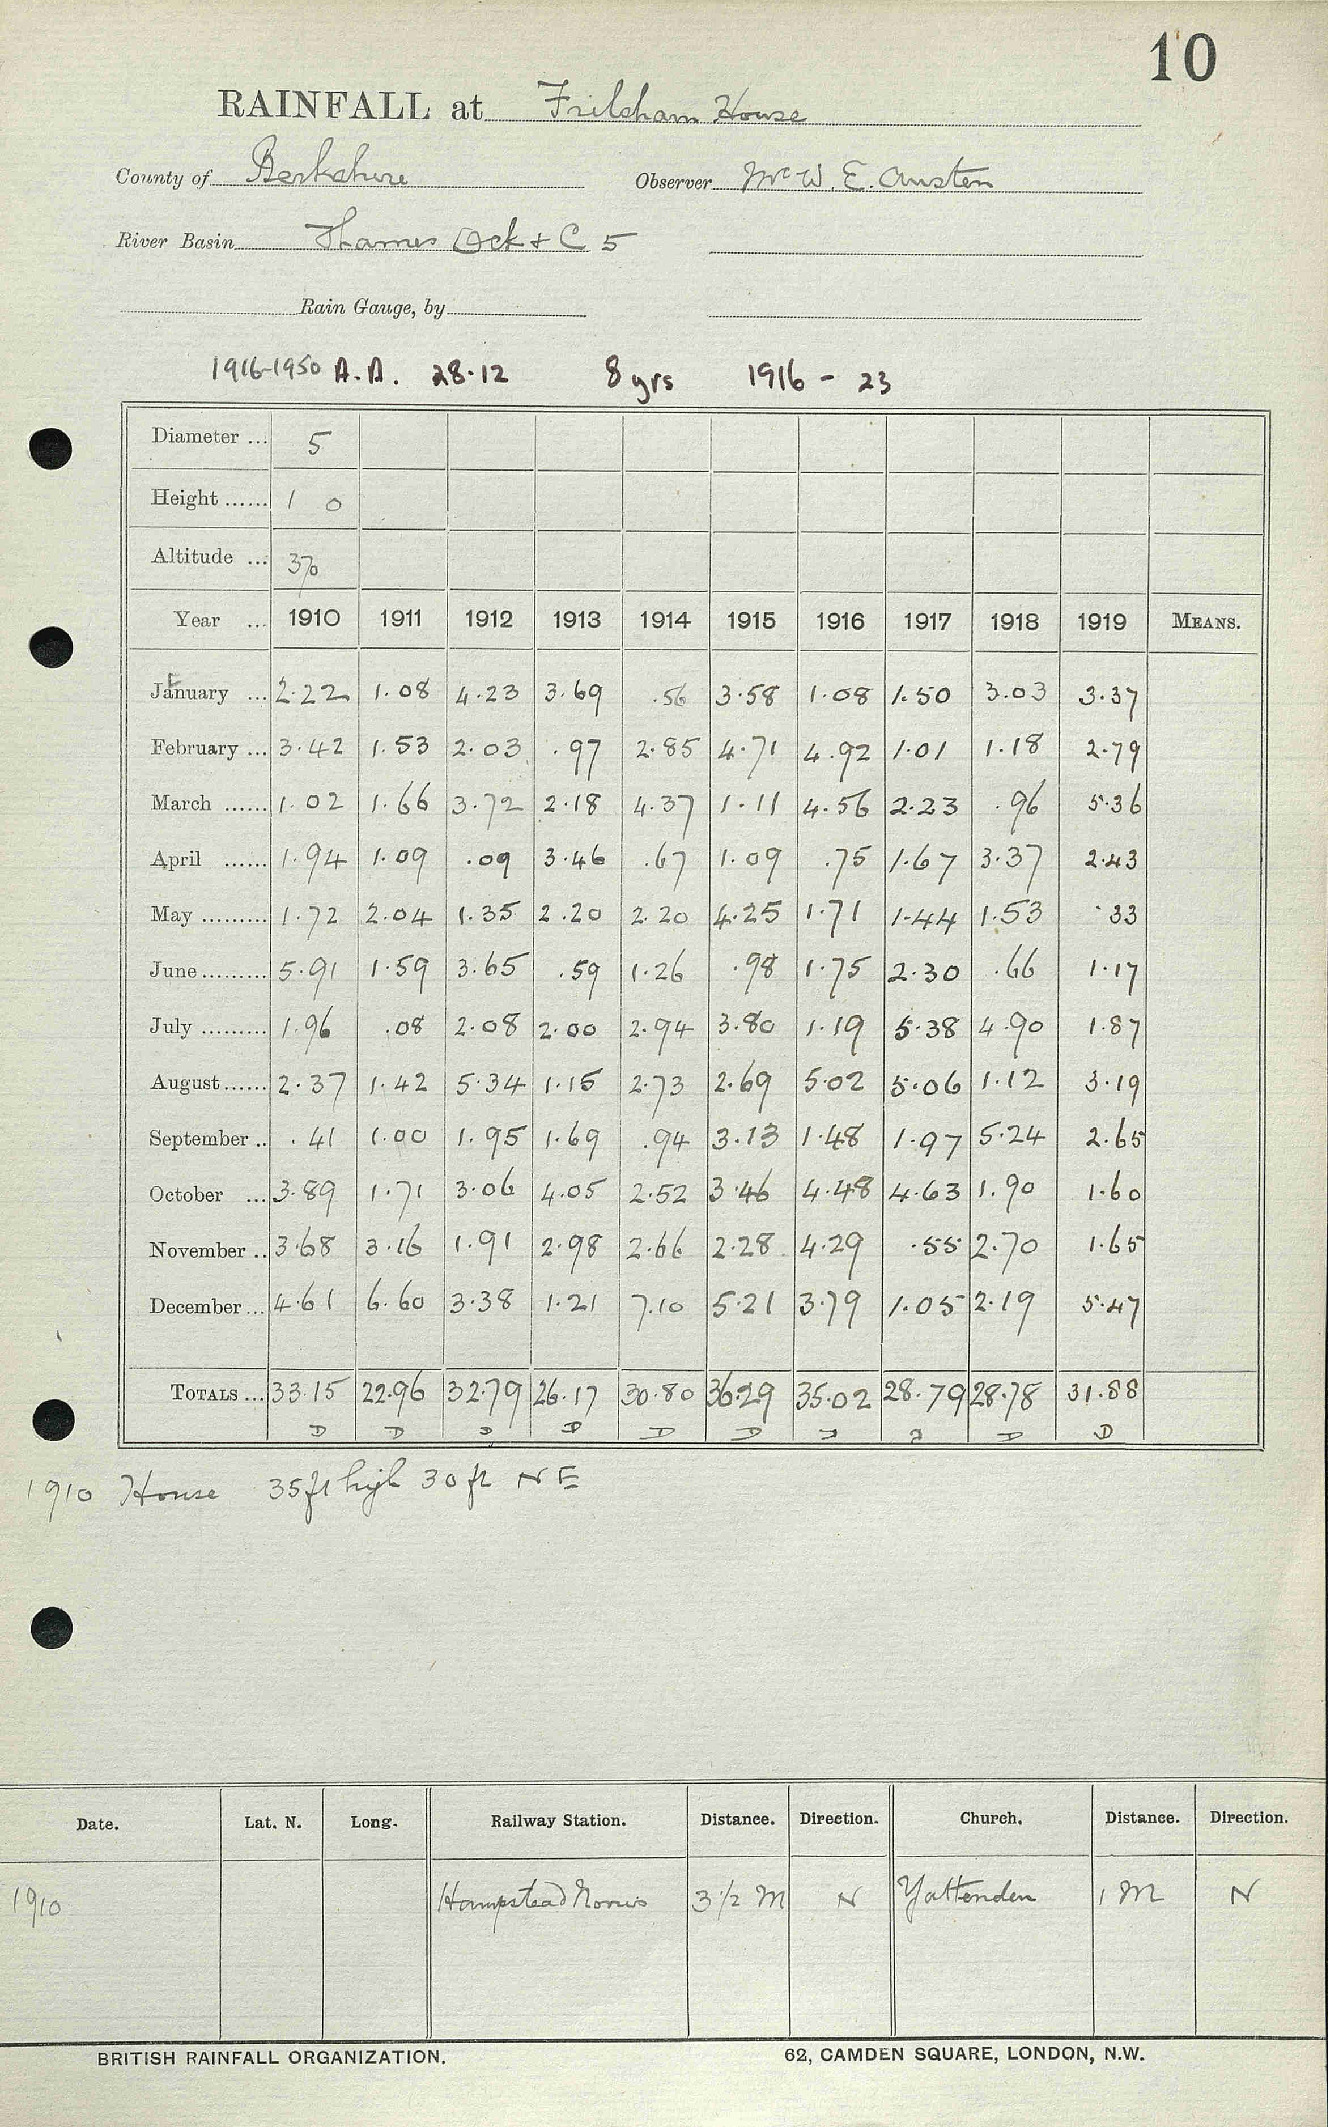 10
RAINFALL at Frilsham House
County of Berkshire Observer Mr W. E. Austen
River Basin Thames Ock + C 5
Rain Gauge, by
1916-1950 A.A. 28.12 8 yrs 1916 - 23
Diameter ... 5
Height ...... 1 0
Altitude ... 370
Year ... 1910 1911 1912 1913 1914 1915 1916 1917 1918 1919 MEANS.
January ... 2.22 1.08 4.23 3.69 .56 3.58 1.08 1.50 3.03 3.37
February ... 3.42 1.53 2.03 .97 2.85 4.71 4.92 1.01 1.18 2.79
March ...... 1.02 1.66 3.72 2.18 4.37 1.11 4.56 2.23 .96 5.36
April ...... 1.94 1.09 .09 3.46 .67 1.09 .75 1.67 3.37 2.43
May ......... 1.72 2.04 1.35 2.20 2.20 4.25 1.71 1.44 1.53 .33
June ......... 5.91 1.59 3.65 .59 1.26 .98 1.75 2.30 .66 1.17
July ......... 1.96 .08 2.08 2.00 2.94 3.80 1.19 5.38 4.90 1.87
August ...... 2.37 1.42 5.34 1.15 2.73 2.69 5.02 5.06 1.12 3.19
September .. .41 1.00 1.95 1.69 .94 3.13 1.48 1.97 5.24 2.65
October ... 3.89 1.71 3.06 4.05 2.52 3.46 4.48 4.63 1.90 1.60
November .. 3.68 3.16 1.91 2.98 2.66 2.28 4.29 .55 2.70 1.65
December ... 4.61 6.60 3.38 1.21 7.10 5.21 3.79 1.05 2.19 5.47
TOTALS ... 33.15 22.96 32.79 26.17 30.80 36.29 35.02 28.79 28.78 31.88
D D D D D D D D D D
1910 House 35ft high 30 ft NE
Date. Lat. N. Long. Railway Station. Distance. Direction. Church. Distance. Direction.
1910 Hampstead Norris 3 1/2 M N Yattenden 1 M N
BRITISH RAINFALL ORGANIZATION. 62, CAMDEN SQUARE, LONDON, N.W.